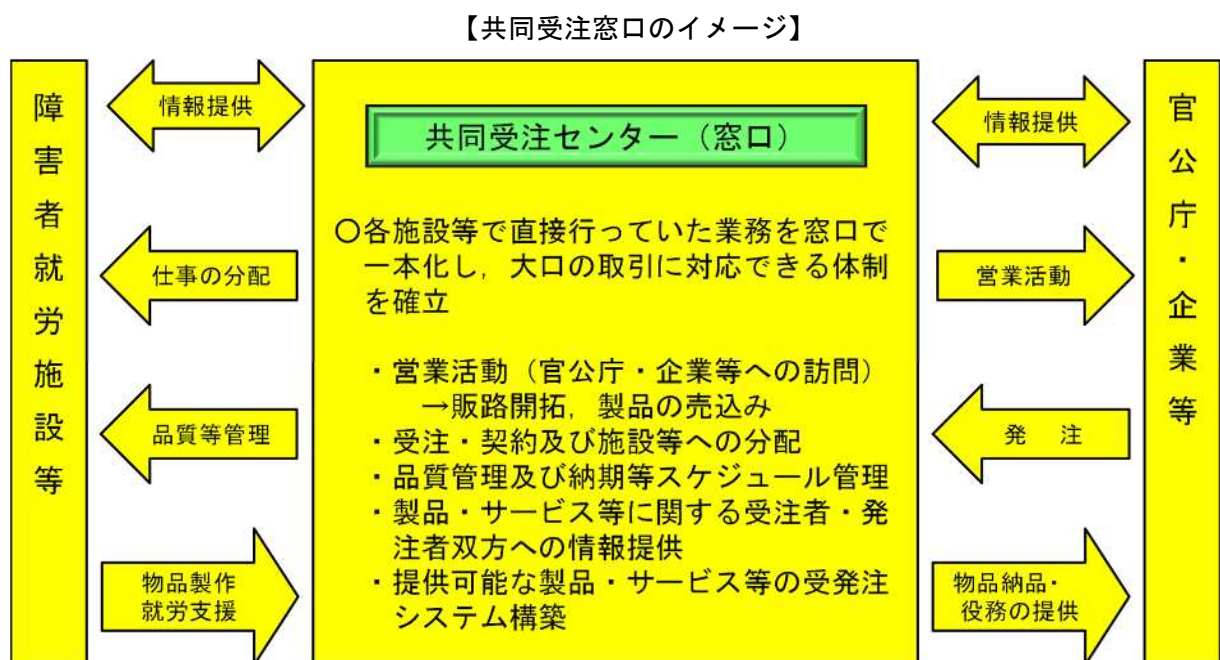 【共同受注窓口のイメージ】
障害者就労施設等
情報提供
仕事の分配
品質等管理
物品製作
就労支援
共同受注センター（窓口）
〇各施設等で直接行っていた業務を窓口で
一本化し，大口の取引に対応できる体制
を確立
・営業活動（官公庁・企業等への訪問）
→販路開拓，製品の売込み
・受注・契約及び施設等への分配
・品質管理及び納期等スケジュール管理
・製品・サービス等に関する受注者・発
注者双方への情報提供
・提供可能な製品・サービス等の受発注
システム構築
情報提供
営業活動
発　注
物品納品・
役務の提供
官公庁・企業等